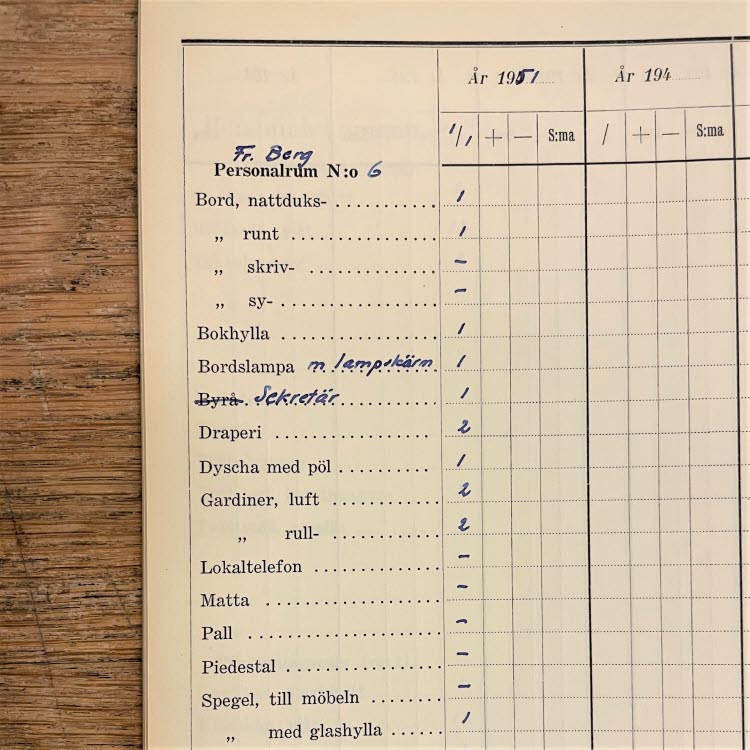 År 1951 År 194
1/1 + — S:ma / + — S:ma
Fr. Berg
Personalrum N:o 6
Bord, nattduks- 1
„ runt 1
„ skriv- –
„ sy- –
Bokhylla 1
Bordslampa m. lampskärm 1
Byrå. Sekretär 1
Draperi 2
Dyscha med pöl 1
Gardiner, luft 2
„ rull- 2
Lokaltelefon –
Matta –
Pall –
Piedestal –
Spegel, till möbeln –
„ med glashylla 1